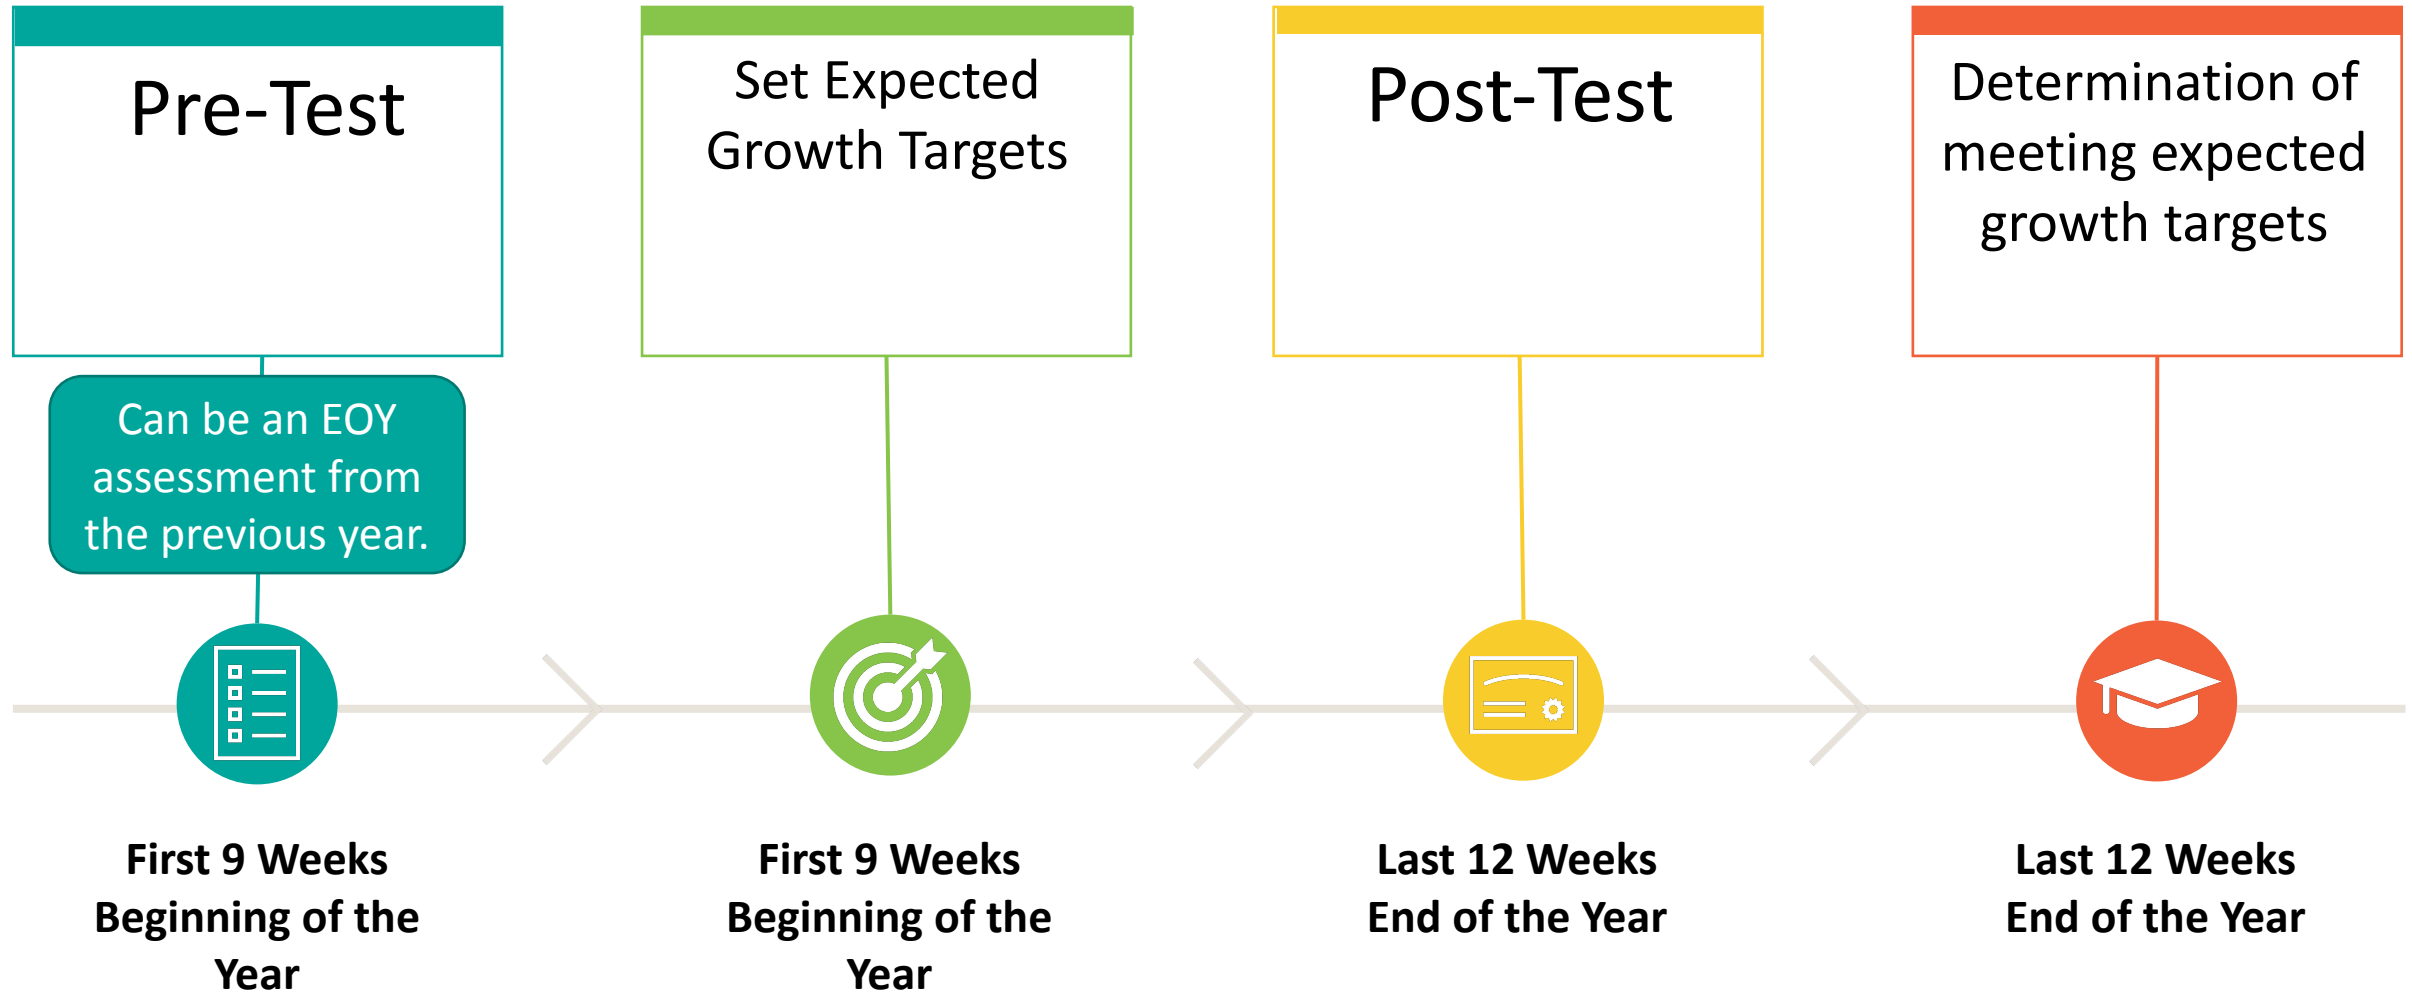 Pre-Test
Set Expected
Growth Targets
Post-Test
Determination of
meeting expected
growth targets
Can be an EOY
assessment from
the previous year.
First 9 Weeks
Beginning of the
Year
First 9 Weeks
Beginning of the
Year
Last 12 Weeks
End of the Year
Last 12 Weeks
End of the Year